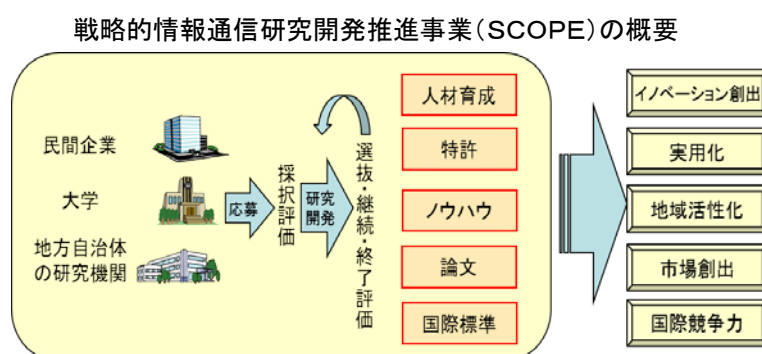 戦略的情報通信研究開発推進事業(SCOPE)の概要
民間企業
大学
地方自治体
の研究機関
応募
採択評価
研究
開発
選抜・継続・終了評価
人材育成
特許
ノウハウ
論文
国際標準
イノベーション創出
実用化
地域活性化
市場創出
国際競争力